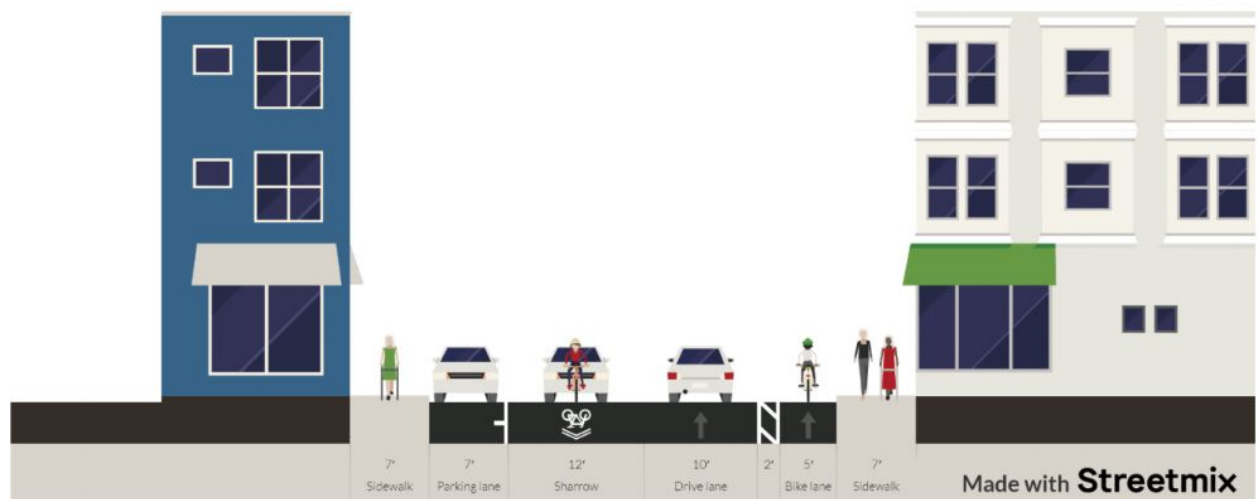 7' 7' 12' 10' 2' 5' 7'
Sidewalk Parking lane Sharrow Drive lane Bike lane Sidewalk
Made with Streetmix